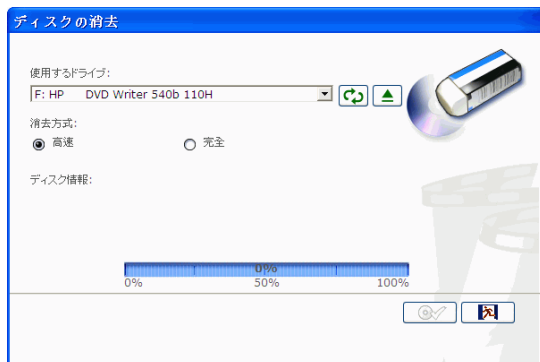 ディスクの消去
使用するドライブ:
F: HP DVD Writer 540b 110H
消去方式:
高速 完全
ディスク情報:
0%
0% 50% 100%